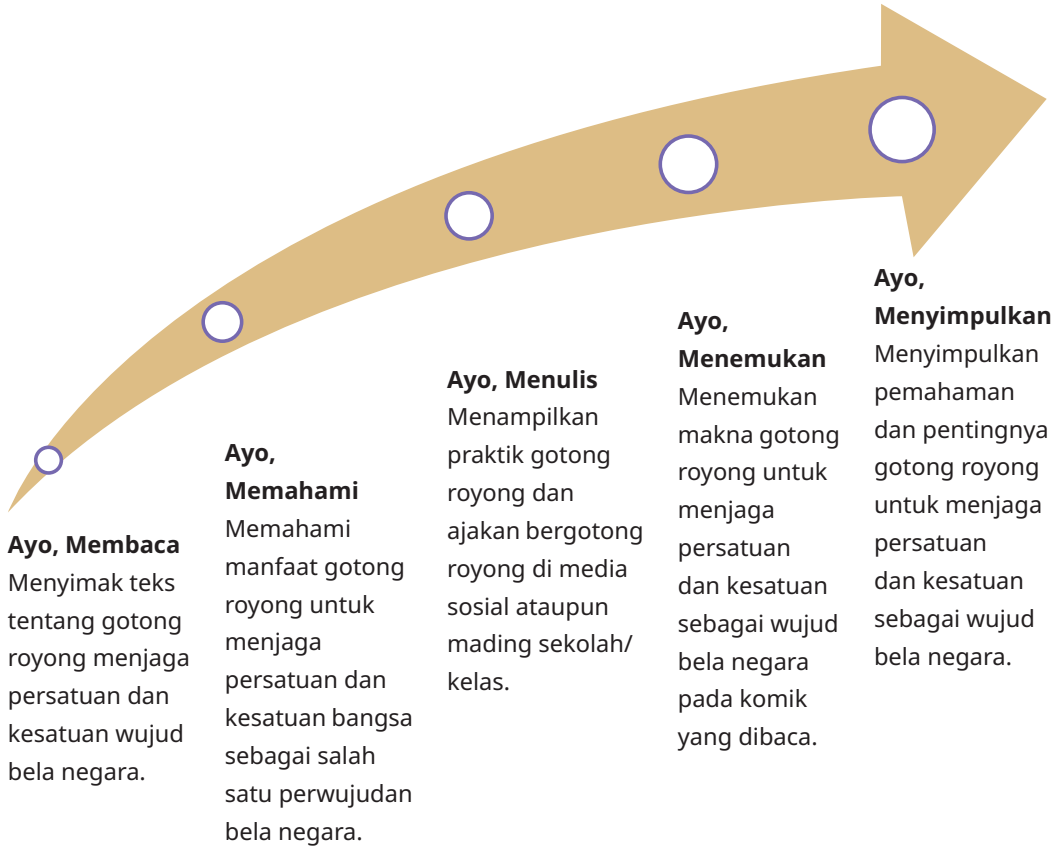 Ayo, Membaca
Menyimak teks
tentang gotong
royong menjaga
persatuan dan
kesatuan wujud
bela negara.
Ayo,
Memahami
Memahami
manfaat gotong
royong untuk
menjaga
persatuan dan
kesatuan bangsa
sebagai salah
satu perwujudan
bela negara.
Ayo, Menulis
Menampilkan
praktik gotong
royong dan
ajakan bergotong
royong di media
sosial ataupun
mading sekolah/
kelas.
Ayo,
Menemukan
Menemukan
makna gotong
royong untuk
menjaga
persatuan
dan kesatuan
sebagai wujud
bela negara
pada komik
yang dibaca.
Ayo,
Menyimpulkan
Menyimpulkan
pemahaman
dan pentingnya
gotong royong
untuk menjaga
persatuan
dan kesatuan
sebagai wujud
bela negara.